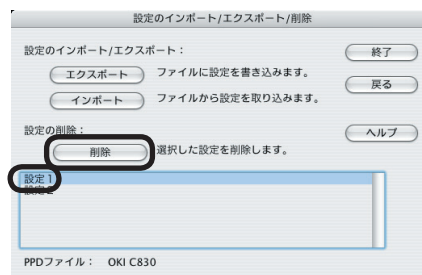 設定のインポート/エクスポート/削除
設定のインポート/エクスポート：
終了
エクスポート ファイルに設定を書き込みます。
戻る
インポート ファイルから設定を取り込みます。
設定の削除：
ヘルプ
削除 選択した設定を削除します。
設定1
設定2
PPDファイル： OKI C830